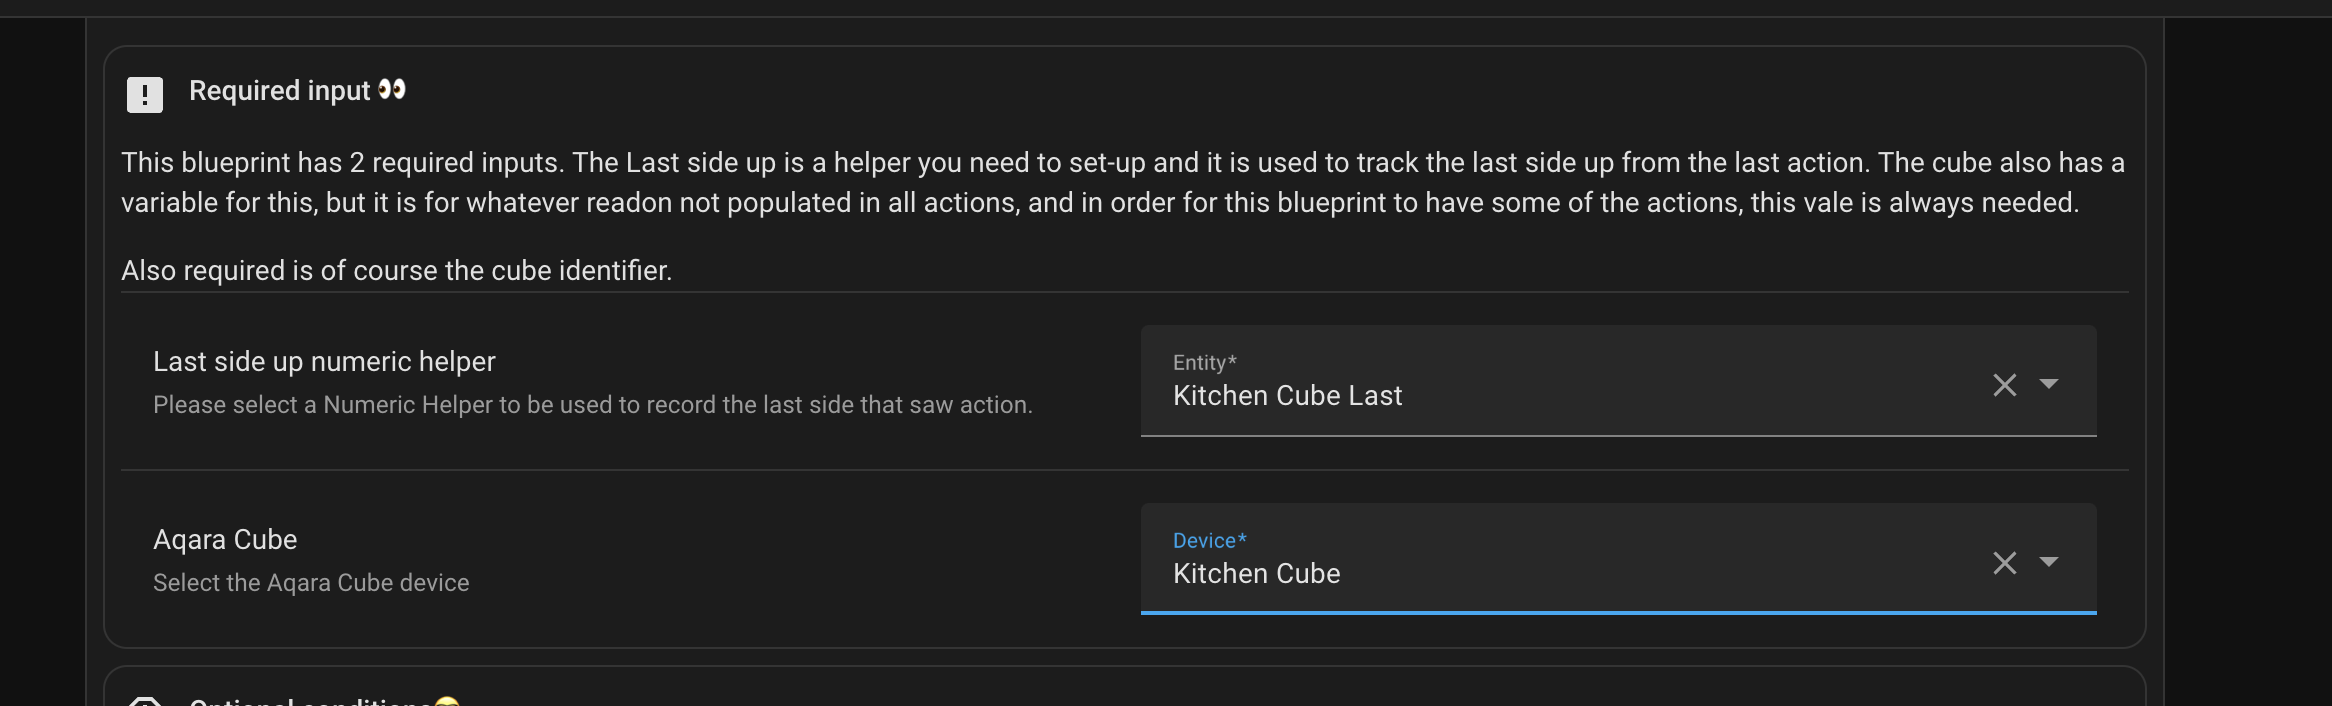 Required input 👀
This blueprint has 2 required inputs. The Last side up is a helper you need to set-up and it is used to track the last side up from the last action. The cube also has a
variable for this, but it is for whatever readon not populated in all actions, and in order for this blueprint to have some of the actions, this vale is always needed.
Also required is of course the cube identifier.
Last side up numeric helper
Please select a Numeric Helper to be used to record the last side that saw action.
Entity*
Kitchen Cube Last
Aqara Cube
Select the Aqara Cube device
Device*
Kitchen Cube
Optional conditions